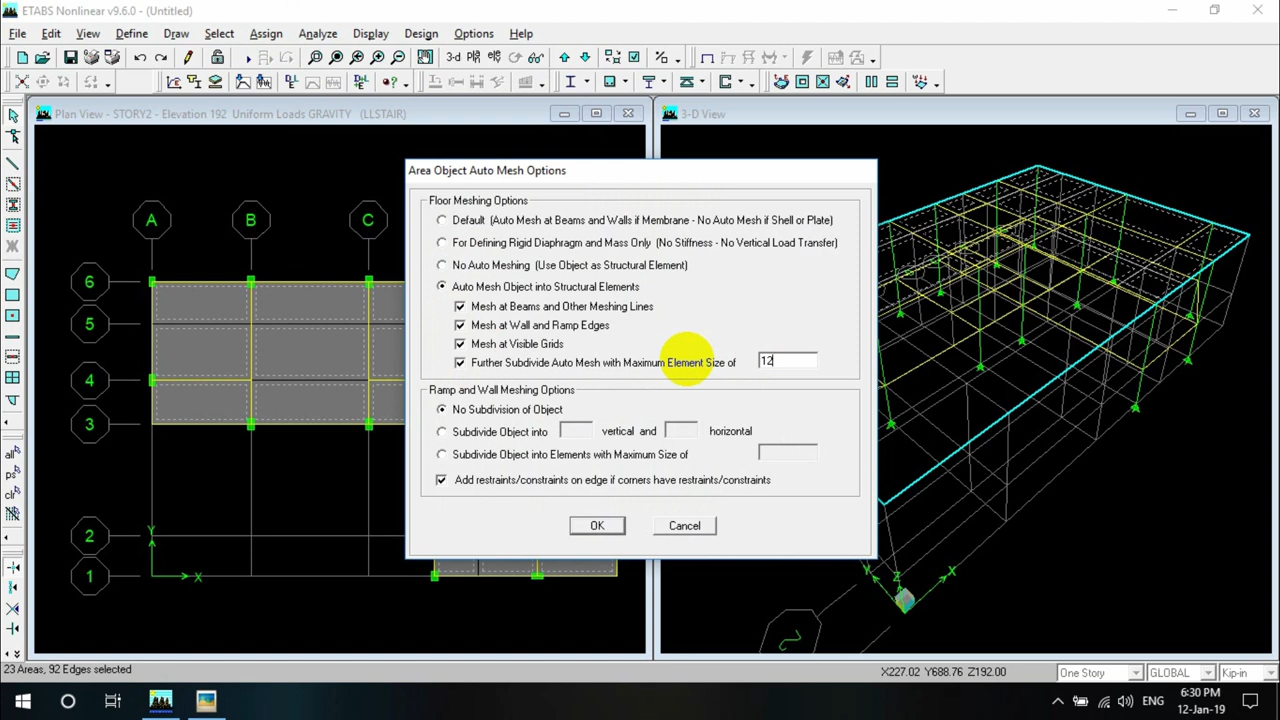 ETABS Nonlinear v9.6.0 - (Untitled)
File Edit View Define Draw Select Assign Analyze Display Design Options Help
3-d
Plan View - STORY2 - Elevation 192 Uniform Loads GRAVITY (LLSTAIR)
3-D View
Area Object Auto Mesh Options
Floor Meshing Options
Default (Auto Mesh at Beams and Walls if Membrane - No Auto Mesh if Shell or Plate)
For Defining Rigid Diaphragm and Mass Only (No Stiffness - No Vertical Load Transfer)
No Auto Meshing (Use Object as Structural Element)
Auto Mesh Object into Structural Elements
Mesh at Beams and Other Meshing Lines
Mesh at Wall and Ramp Edges
Mesh at Visible Grids
Further Subdivide Auto Mesh with Maximum Element Size of 12
Ramp and Wall Meshing Options
No Subdivision of Object
Subdivide Object into vertical and horizontal
Subdivide Object into Elements with Maximum Size of
Add restraints/constraints on edge if corners have restraints/constraints
OK Cancel
A B C
6
5
4
3
2
1
Y
X
Y Z X
2
all
ps
clr
23 Areas, 92 Edges selected
X227.02 Y688.76 Z192.00
One Story GLOBAL Kip-in
ENG
6:30 PM
12-Jan-19